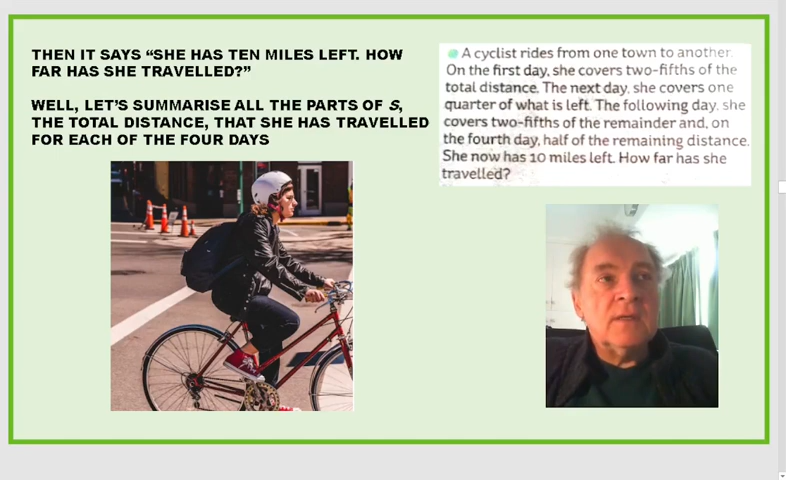 THEN IT SAYS “SHE HAS TEN MILES LEFT. HOW
FAR HAS SHE TRAVELLED?”
WELL, LET’S SUMMARISE ALL THE PARTS OF S,
THE TOTAL DISTANCE, THAT SHE HAS TRAVELLED
FOR EACH OF THE FOUR DAYS
A cyclist rides from one town to another.
On the first day, she covers two-fifths of the
total distance. The next day, she covers one
quarter of what is left. The following day, she
covers two-fifths of the remainder and, on
the fourth day, half of the remaining distance.
She now has 10 miles left. How far has she
travelled?